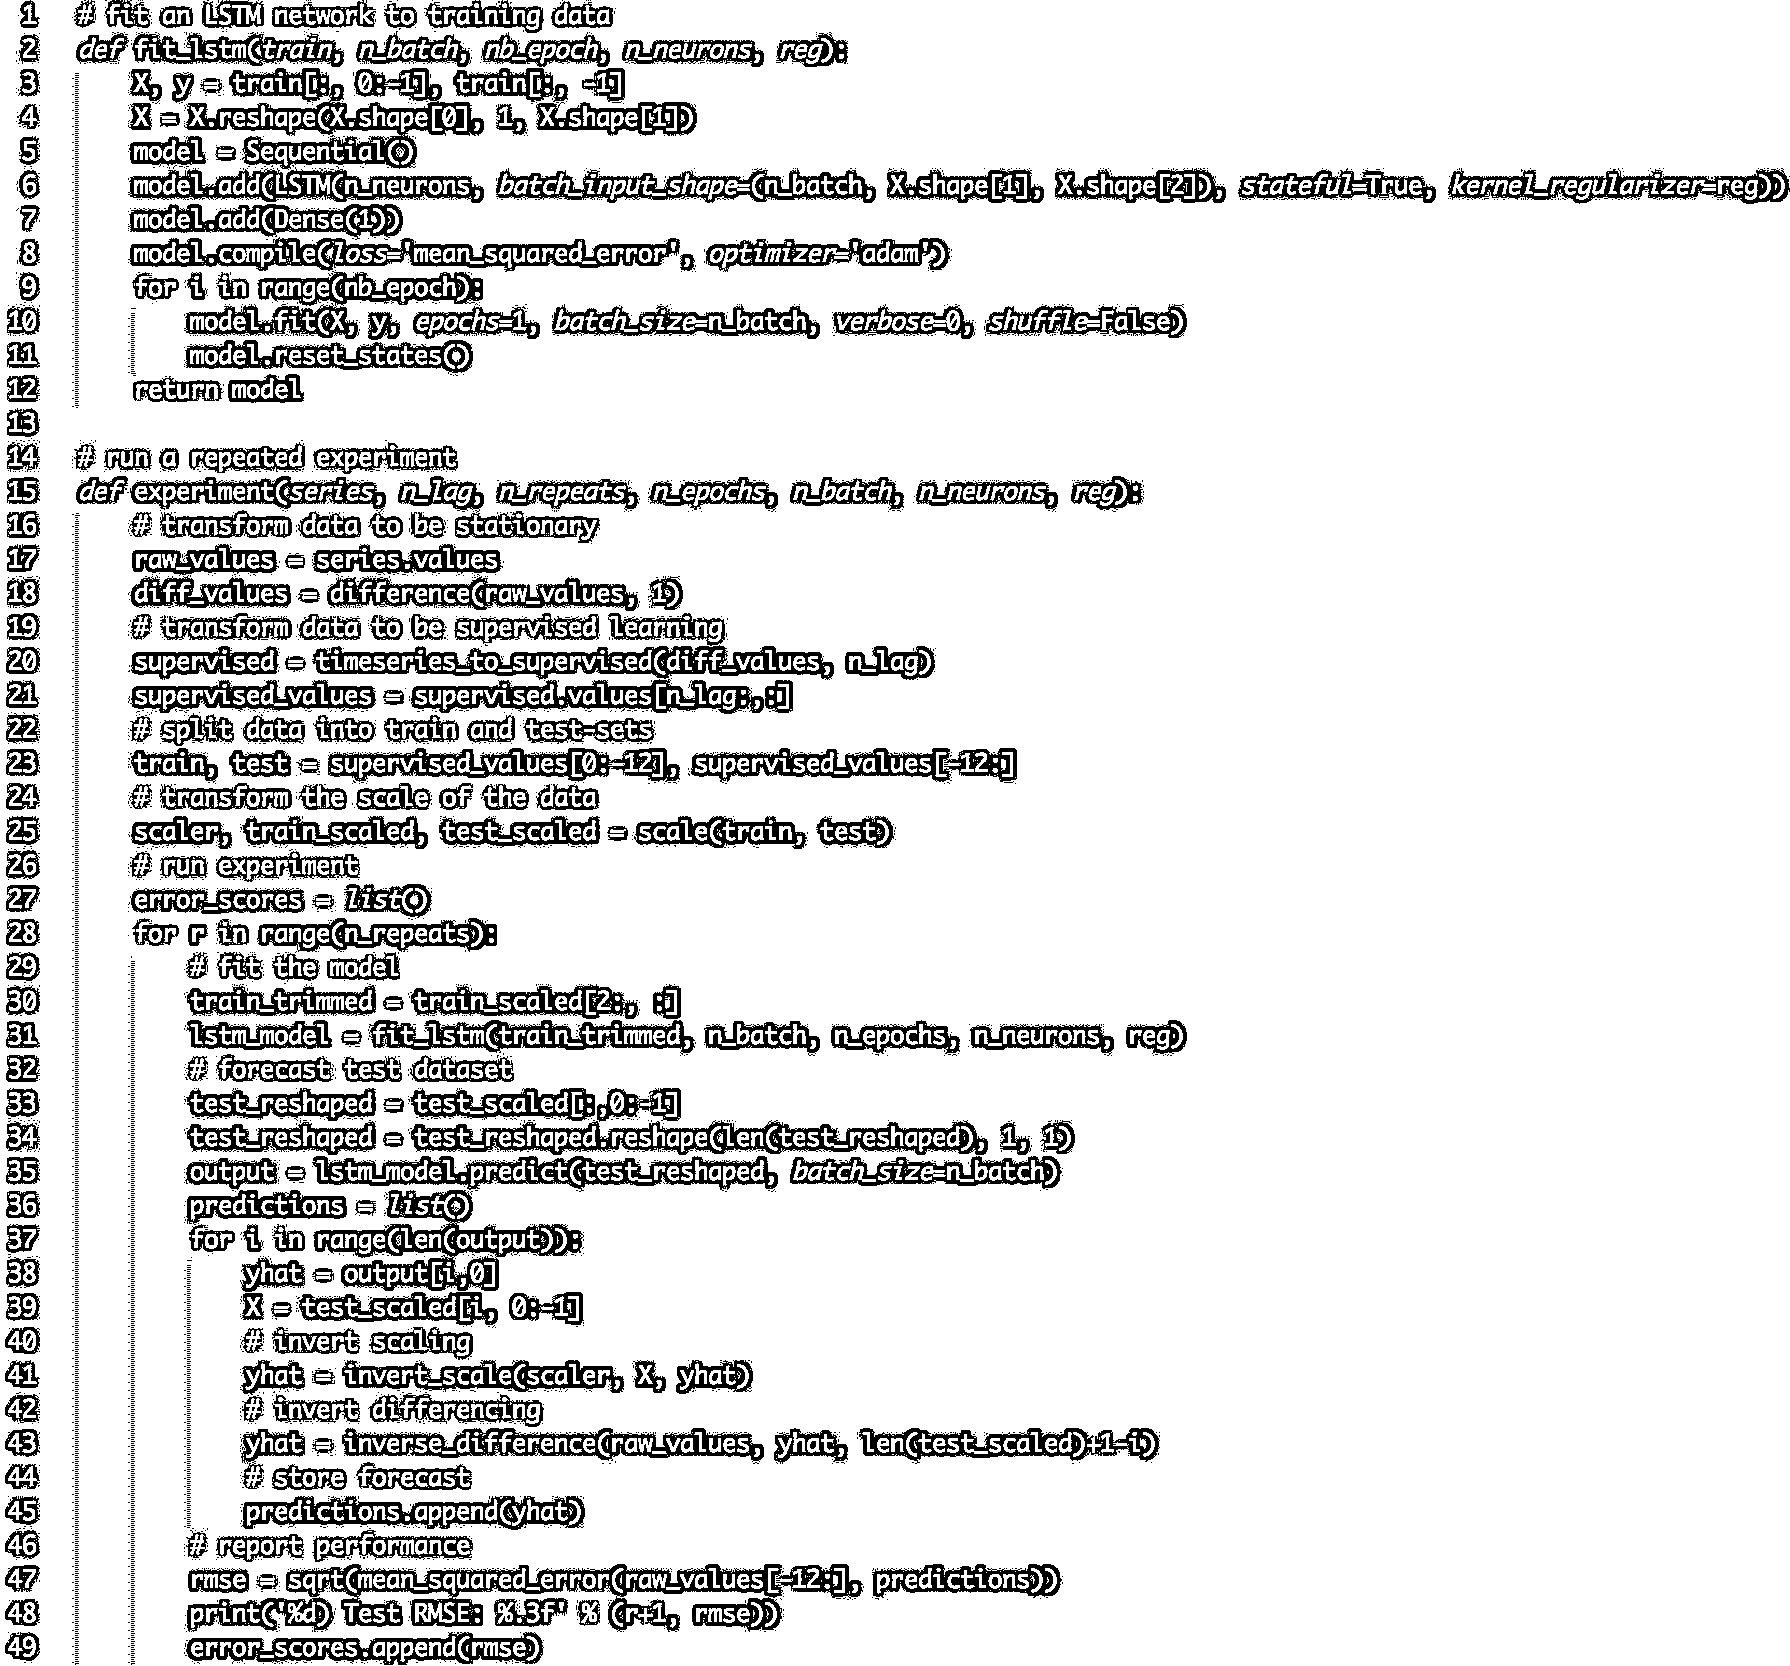 1 # fit an LSTM network to training data
2 def fit_lstm(train, n_batch, nb_epoch, n_neurons, reg):
3     X, y = train[:, 0:-1], train[:, -1]
4     X = X.reshape(X.shape[0], 1, X.shape[1])
5     model = Sequential()
6     model.add(LSTM(n_neurons, batch_input_shape=(n_batch, X.shape[1], X.shape[2]), stateful=True, kernel_regularizer=reg))
7     model.add(Dense(1))
8     model.compile(loss='mean_squared_error', optimizer='adam')
9     for i in range(nb_epoch):
10         model.fit(X, y, epochs=1, batch_size=n_batch, verbose=0, shuffle=False)
11         model.reset_states()
12     return model
13
14 # run a repeated experiment
15 def experiment(series, n_lag, n_repeats, n_epochs, n_batch, n_neurons, reg):
16     # transform data to be stationary
17     raw_values = series.values
18     diff_values = difference(raw_values, 1)
19     # transform data to be supervised learning
20     supervised = timeseries_to_supervised(diff_values, n_lag)
21     supervised_values = supervised.values[n_lag:,:]
22     # split data into train and test-sets
23     train, test = supervised_values[0:-12], supervised_values[-12:]
24     # transform the scale of the data
25     scaler, train_scaled, test_scaled = scale(train, test)
26     # run experiment
27     error_scores = list()
28     for r in range(n_repeats):
29         # fit the model
30         train_trimmed = train_scaled[2:, :]
31         lstm_model = fit_lstm(train_trimmed, n_batch, n_epochs, n_neurons, reg)
32         # forecast test dataset
33         test_reshaped = test_scaled[:,0:-1]
34         test_reshaped = test_reshaped.reshape(len(test_reshaped), 1, 1)
35         output = lstm_model.predict(test_reshaped, batch_size=n_batch)
36         predictions = list()
37         for i in range(len(output)):
38             yhat = output[i,0]
39             X = test_scaled[i, 0:-1]
40             # invert scaling
41             yhat = invert_scale(scaler, X, yhat)
42             # invert differencing
43             yhat = inverse_difference(raw_values, yhat, len(test_scaled)+1-i)
44             # store forecast
45             predictions.append(yhat)
46         # report performance
47         rmse = sqrt(mean_squared_error(raw_values[-12:], predictions))
48         print('%d) Test RMSE: %.3f' % (r+1, rmse))
49         error_scores.append(rmse)